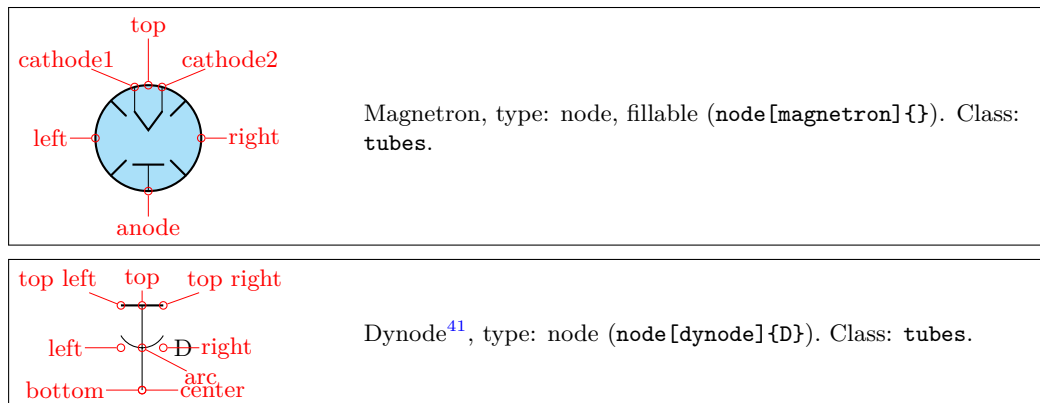 top
cathode1 cathode2
left right
anode
Magnetron, type: node, fillable (node[magnetron]{}). Class:
tubes.
top left top top right
left D right
arc
bottom center
Dynode41, type: node (node[dynode]{D}). Class: tubes.